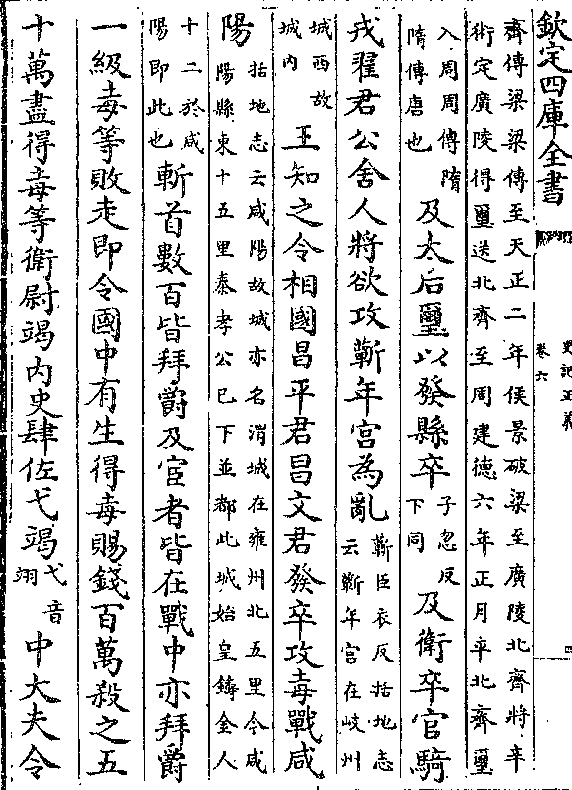 欽定四庫全書
史記正義
卷六
齊傳梁梁傳至天正二年侯景破梁至廣陵北齊將辛
術定廣陵得璽送北齊至周建德六年正月平北齊璽
入周周傳隋
隋傳唐也
及太后璽以發縣卒
子忽反
下同
及衛卒官騎
戎翟君公舍人將欲攻蘄年宮為亂
蘄臣衣反括地志
云蘄年宮在岐州
城西故
城内
王知之令相國昌平君昌文君發卒攻毐戰咸
陽
括地志云咸陽故城亦名渭城在雍州北五里今咸
陽縣東十五里秦孝公已下並都此城始皇鑄金人
十二於咸
陽即此也
斬首數百皆拜爵及宦者皆在戰中亦拜爵
一級毐等敗走即令國中有生得毐賜錢百萬殺之五
十萬盡得毐等衛尉竭内史肆佐弋竭
弋音
翊
中大夫令